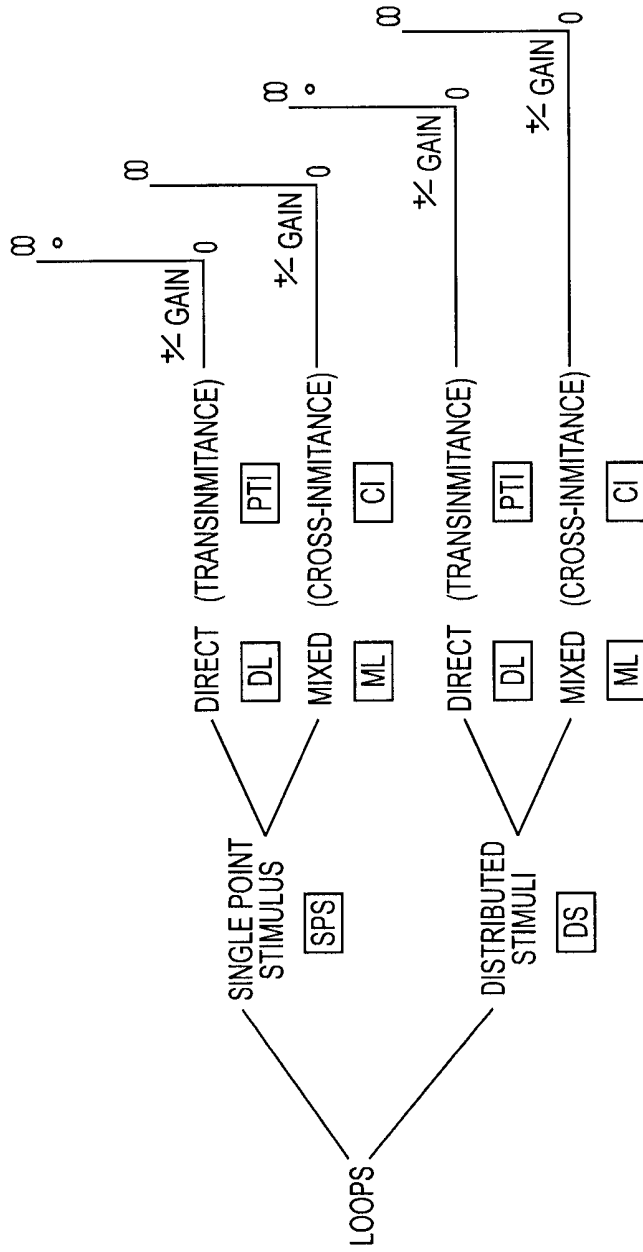 LOOPS
SINGLE POINT
STIMULUS
SPS
DIRECT (TRANSINMITANCE)
DL PTI
+/– GAIN
0
∞
MIXED (CROSS-INMITANCE)
ML CI
+/– GAIN
0
∞
DISTRIBUTED
STIMULI
DS
DIRECT (TRANSINMITANCE)
DL PTI
+/– GAIN
0
∞
MIXED (CROSS-INMITANCE)
ML CI
+/– GAIN
0
∞